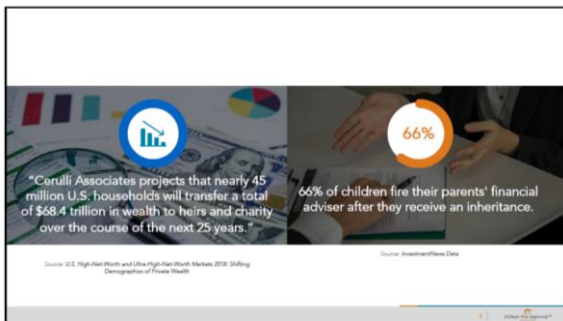 "Cerulli Associates projects that nearly 45
million U.S. households will transfer a total
of $68.4 trillion in wealth to heirs and charity
over the course of the next 25 years."
Source: U.S. High-Net-Worth and Ultra-High-Net-Worth Markets 2018: Shifting
Demographics of Private Wealth
66%
66% of children fire their parents' financial
adviser after they receive an inheritance.
Source: InvestmentNews Data